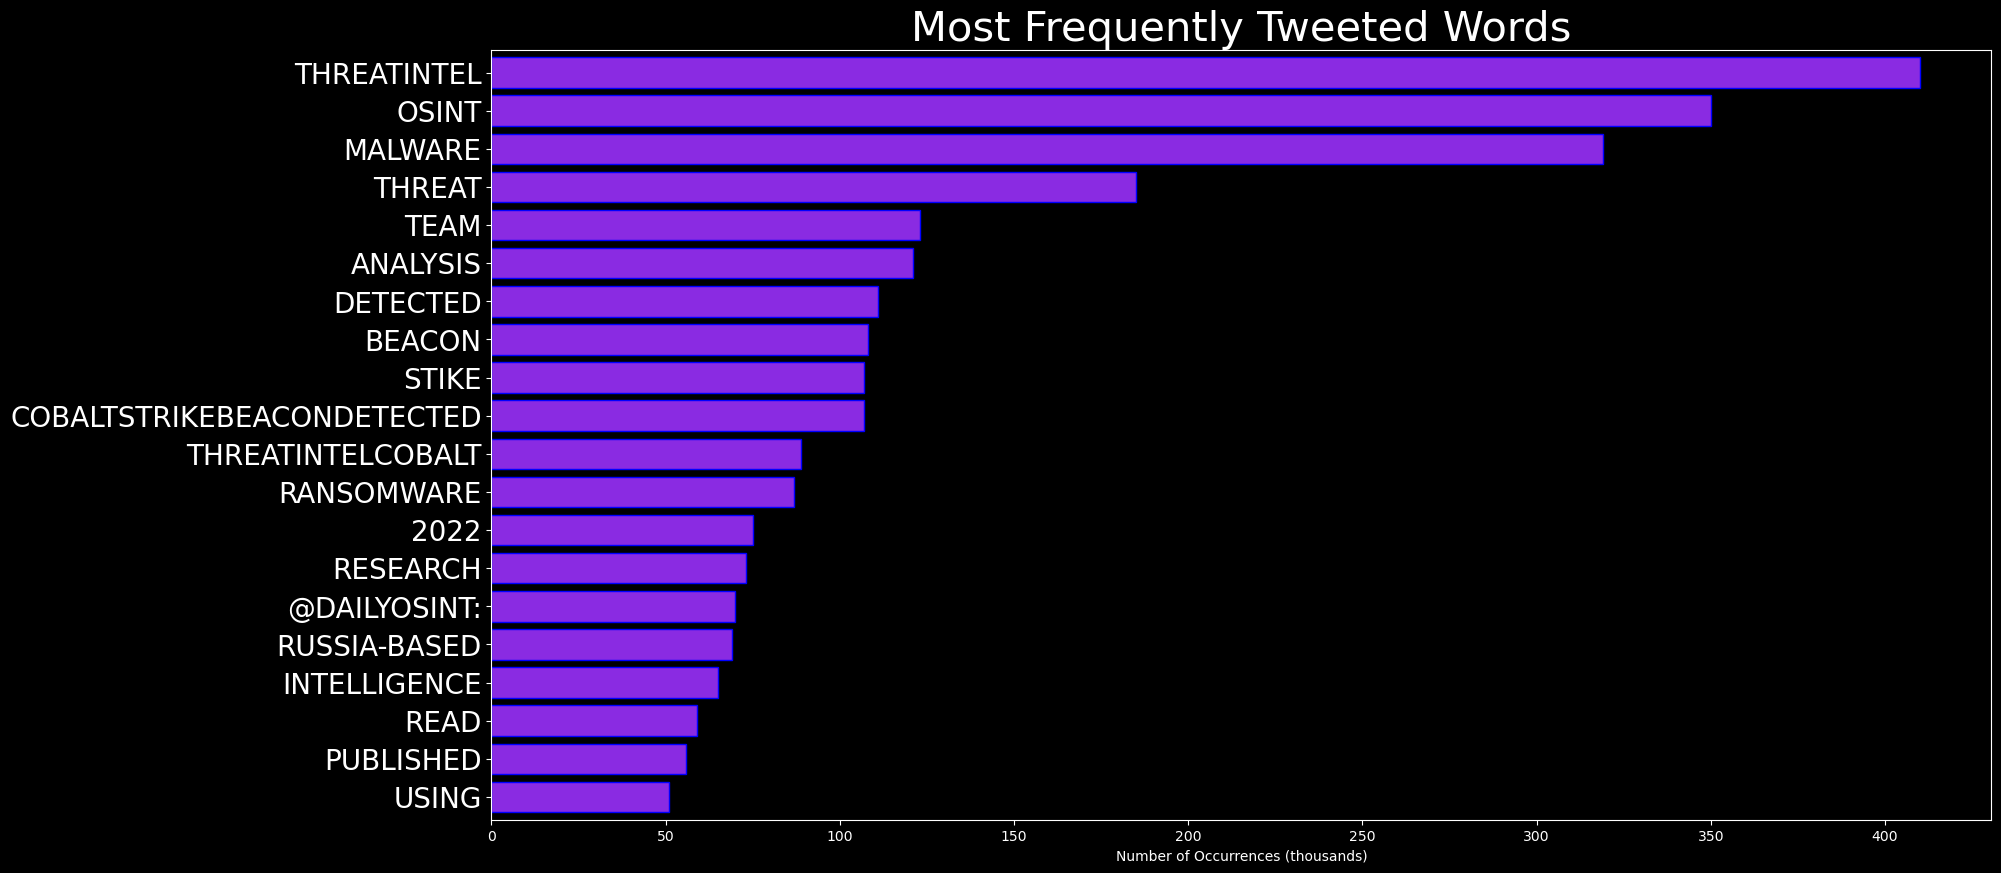 Most Frequently Tweeted Words
THREATINTEL
OSINT
MALWARE
THREAT
TEAM
ANALYSIS
DETECTED
BEACON
STIKE
COBALTSTRIKEBEACONDETECTED
THREATINTELCOBALT
RANSOMWARE
2022
RESEARCH
@DAILYOSINT:
RUSSIA-BASED
INTELLIGENCE
READ
PUBLISHED
USING
0 50 100 150 200 250 300 350 400
Number of Occurrences (thousands)